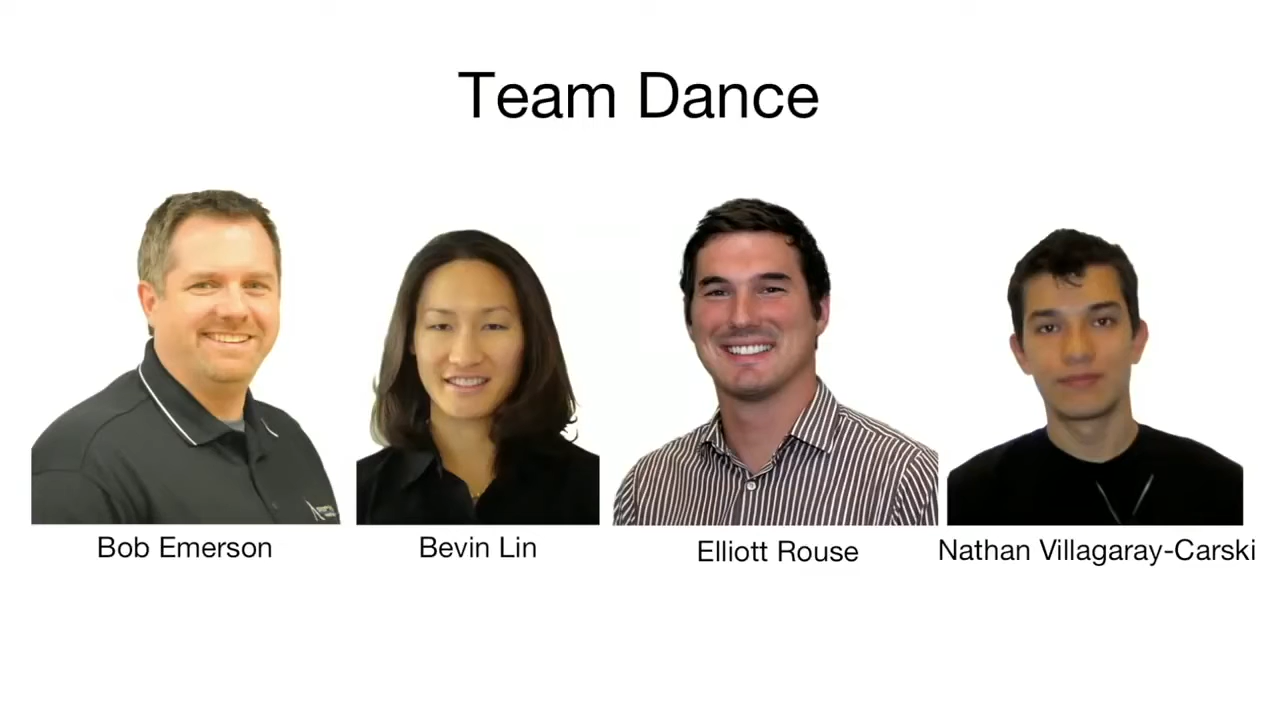 Team Dance
Bob Emerson
Bevin Lin
Elliott Rouse
Nathan Villagaray-Carski